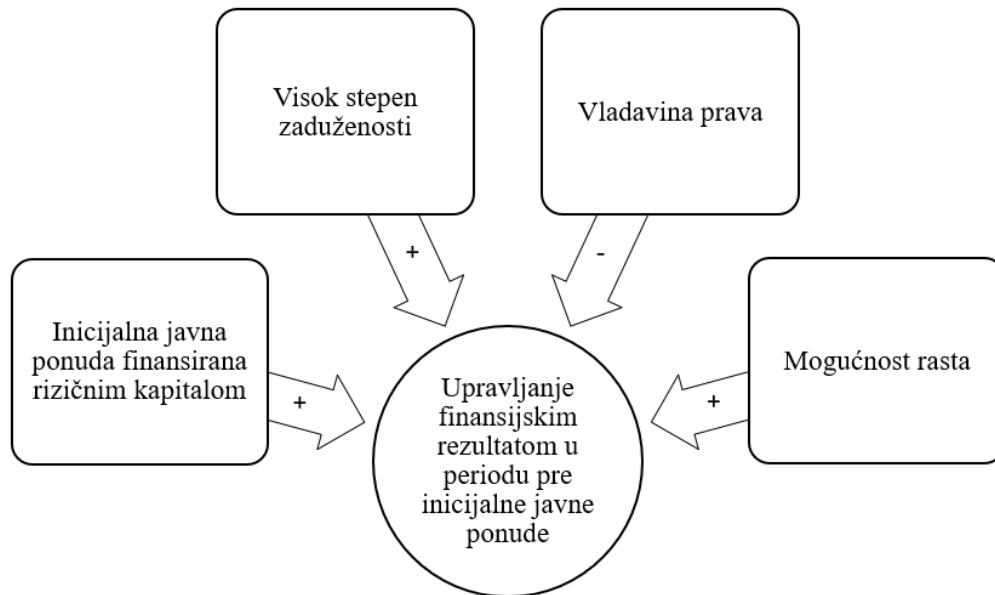 Visok stepen
zaduženosti
Vladavina prava
+
-
Inicijalna javna
ponuda finansirana
rizičnim kapitalom
+
Mogućnost rasta
+
Upravljanje
finansijskim
rezultatom u
periodu pre
inicijalne javne
ponude